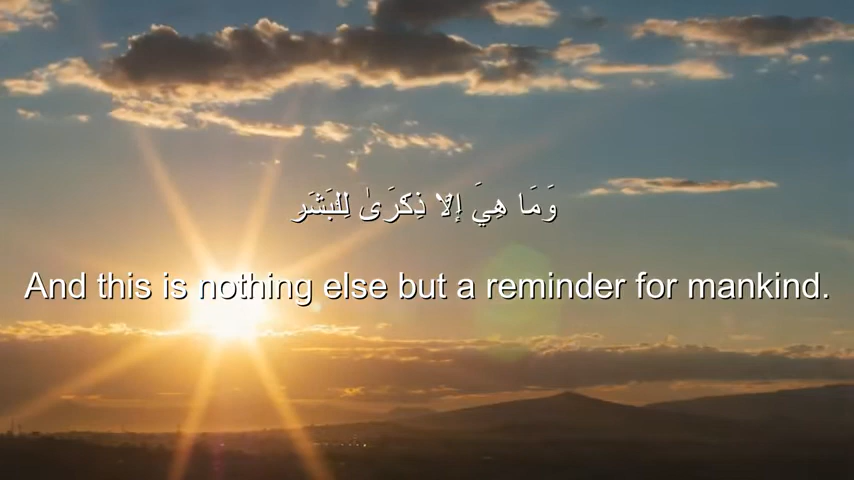 وَمَا هِيَ إِلَّا ذِكْرَىٰ لِلْبَشَرِ
And this is nothing else but a reminder for mankind.